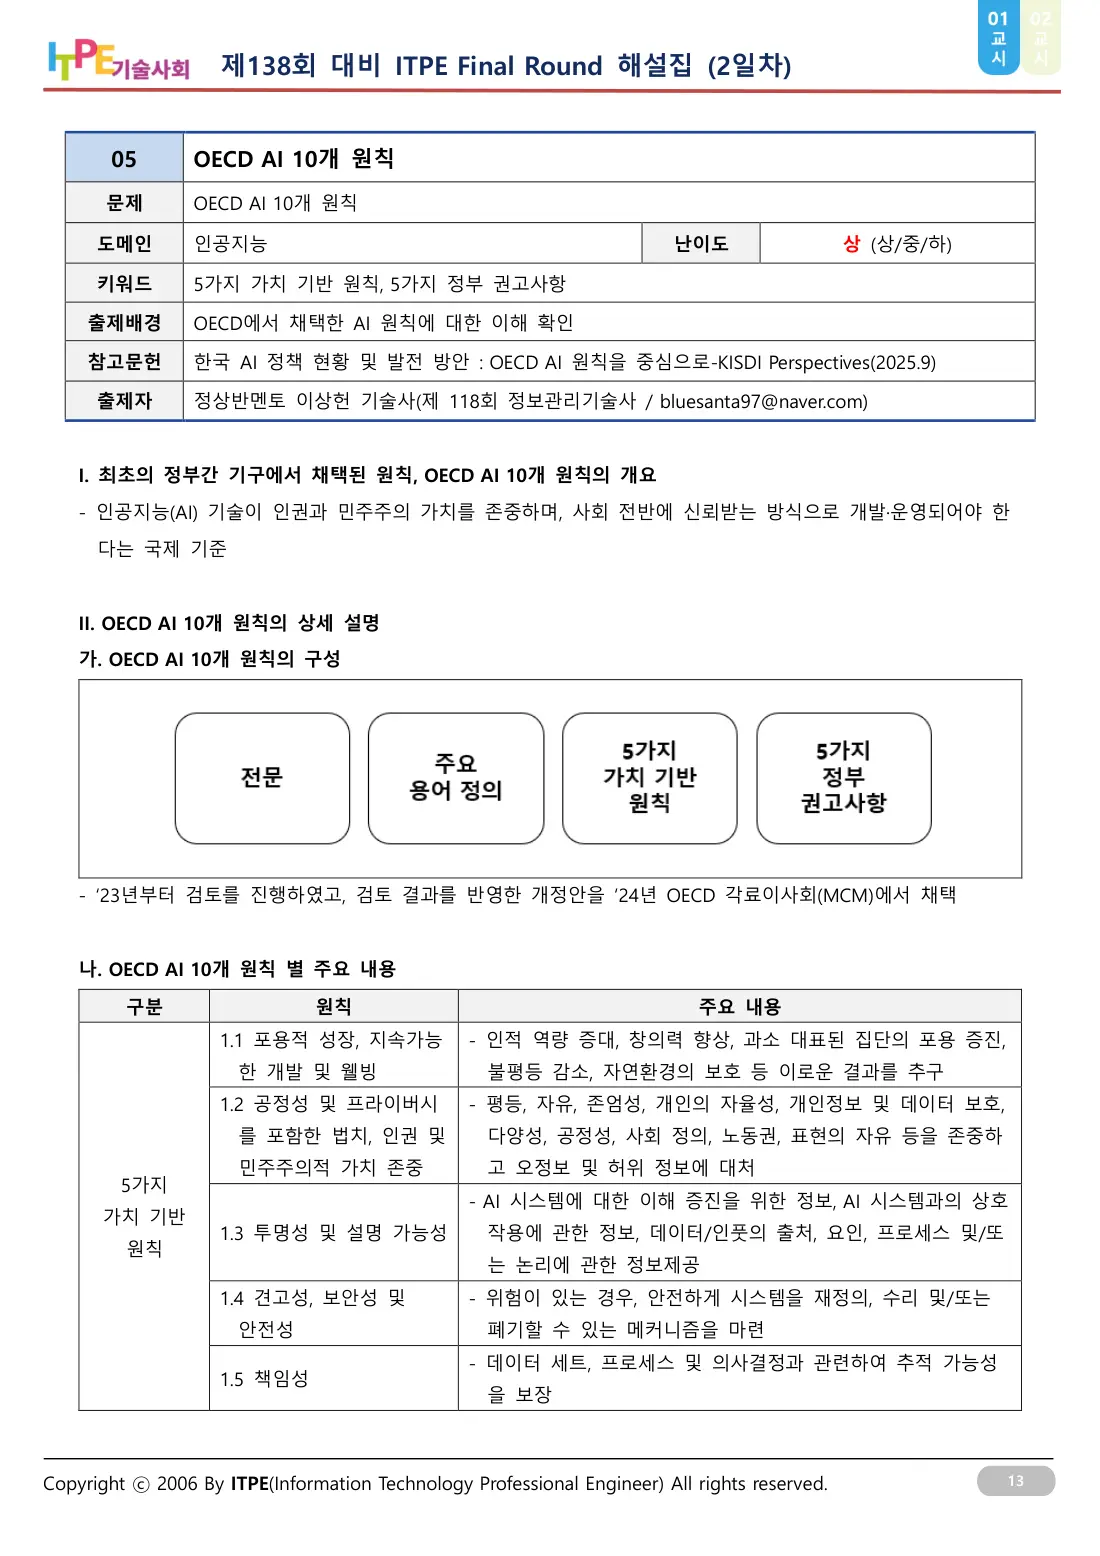 ITPE기술사회
제138회 대비 ITPE Final Round 해설집 (2일차)
01
교
시
02
교
시
05
OECD AI 10개 원칙
문제
OECD AI 10개 원칙
도메인
인공지능
난이도
상 (상/중/하)
키워드
5가지 가치 기반 원칙, 5가지 정부 권고사항
출제배경
OECD에서 채택한 AI 원칙에 대한 이해 확인
참고문헌
한국 AI 정책 현황 및 발전 방안 : OECD AI 원칙을 중심으로-KISDI Perspectives(2025.9)
출제자
정상반멘토 이상헌 기술사(제 118회 정보관리기술사 / bluesanta97@naver.com)
I. 최초의 정부간 기구에서 채택된 원칙, OECD AI 10개 원칙의 개요
- 인공지능(AI) 기술이 인권과 민주주의 가치를 존중하며, 사회 전반에 신뢰받는 방식으로 개발·운영되어야 한
다는 국제 기준
II. OECD AI 10개 원칙의 상세 설명
가. OECD AI 10개 원칙의 구성
전문
주요
용어 정의
5가지
가치 기반
원칙
5가지
정부
권고사항
- ‘23년부터 검토를 진행하였고, 검토 결과를 반영한 개정안을 ’24년 OECD 각료이사회(MCM)에서 채택
나. OECD AI 10개 원칙 별 주요 내용
구분
원칙
주요 내용
5가지
가치 기반
원칙
1.1 포용적 성장, 지속가능
한 개발 및 웰빙
- 인적 역량 증대, 창의력 향상, 과소 대표된 집단의 포용 증진,
불평등 감소, 자연환경의 보호 등 이로운 결과를 추구
1.2 공정성 및 프라이버시
를 포함한 법치, 인권 및
민주주의적 가치 존중
- 평등, 자유, 존엄성, 개인의 자율성, 개인정보 및 데이터 보호,
다양성, 공정성, 사회 정의, 노동권, 표현의 자유 등을 존중하
고 오정보 및 허위 정보에 대처
1.3 투명성 및 설명 가능성
- AI 시스템에 대한 이해 증진을 위한 정보, AI 시스템과의 상호
작용에 관한 정보, 데이터/인풋의 출처, 요인, 프로세스 및/또
는 논리에 관한 정보제공
1.4 견고성, 보안성 및
안전성
- 위험이 있는 경우, 안전하게 시스템을 재정의, 수리 및/또는
폐기할 수 있는 메커니즘을 마련
1.5 책임성
- 데이터 세트, 프로세스 및 의사결정과 관련하여 추적 가능성
을 보장
Copyright ⓒ 2006 By ITPE(Information Technology Professional Engineer) All rights reserved.
13